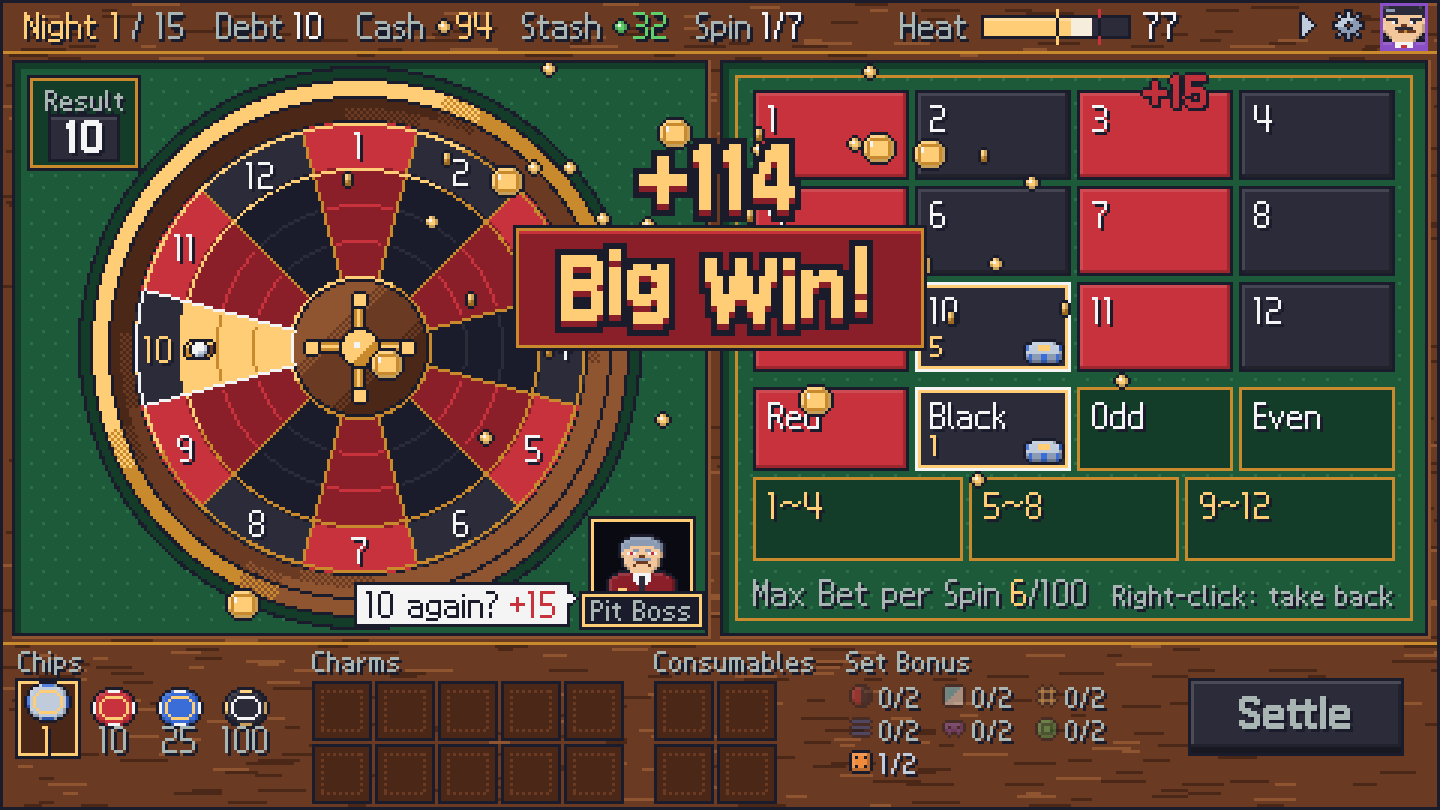 Night 1 / 15 Debt 10 Cash 94 Stash 32 Spin 1/7 Heat 77
Result
10
1
2
5
6
7
8
9
10
11
12
+114
Big Win!
+15
1
2
3
4
6
7
8
10
5
11
12
Red
Black
1
Odd
Even
1~4
5~8
9~12
Max Bet per Spin 6/100 Right-click: take back
10 again? +15
Pit Boss
Chips
1
10
25
100
Charms
Consumables
Set Bonus
0/2 0/2 0/2
0/2 0/2 0/2
1/2
Settle